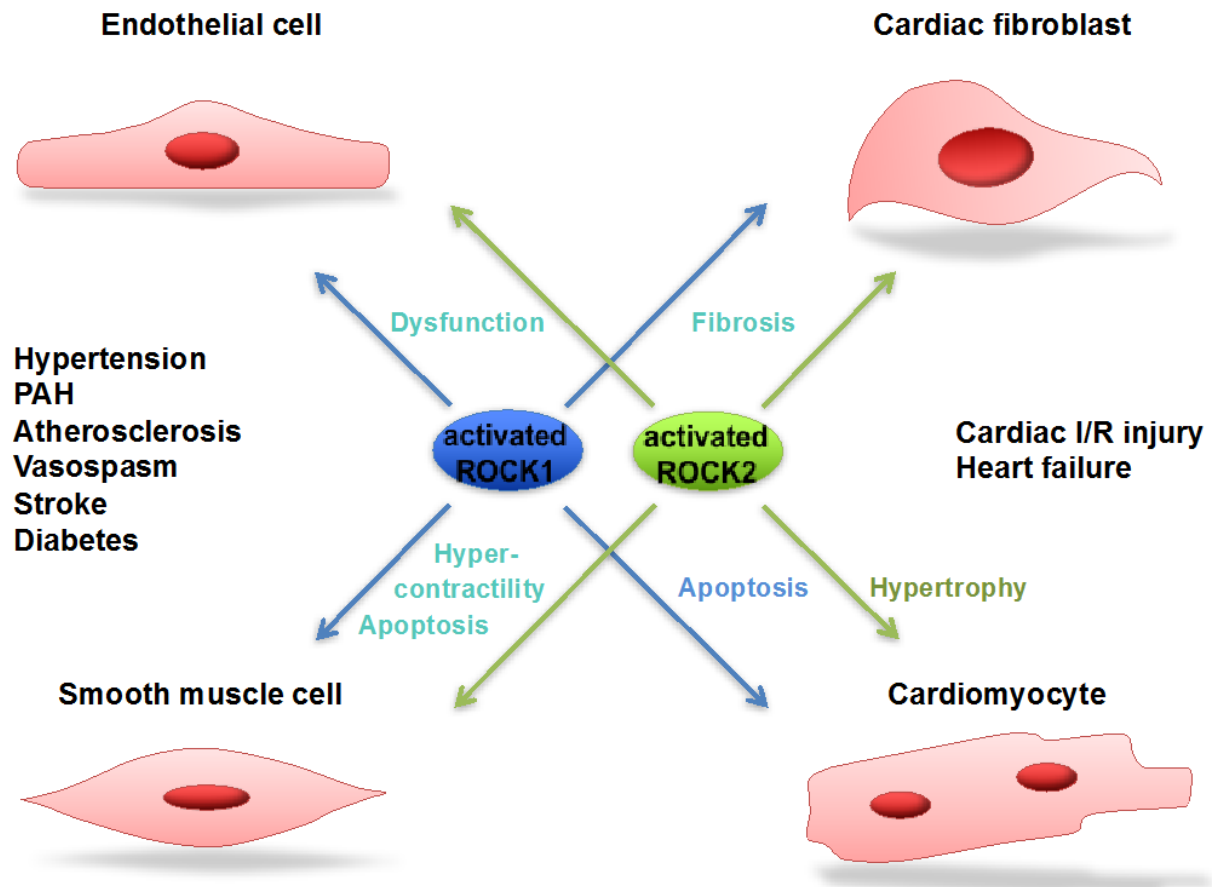 Endothelial cell
Cardiac fibroblast
Dysfunction
Fibrosis
Hypertension
PAH
Atherosclerosis
Vasospasm
Stroke
Diabetes
activated
ROCK1
activated
ROCK2
Cardiac I/R injury
Heart failure
Hyper-
contractility
Apoptosis
Apoptosis
Hypertrophy
Smooth muscle cell
Cardiomyocyte